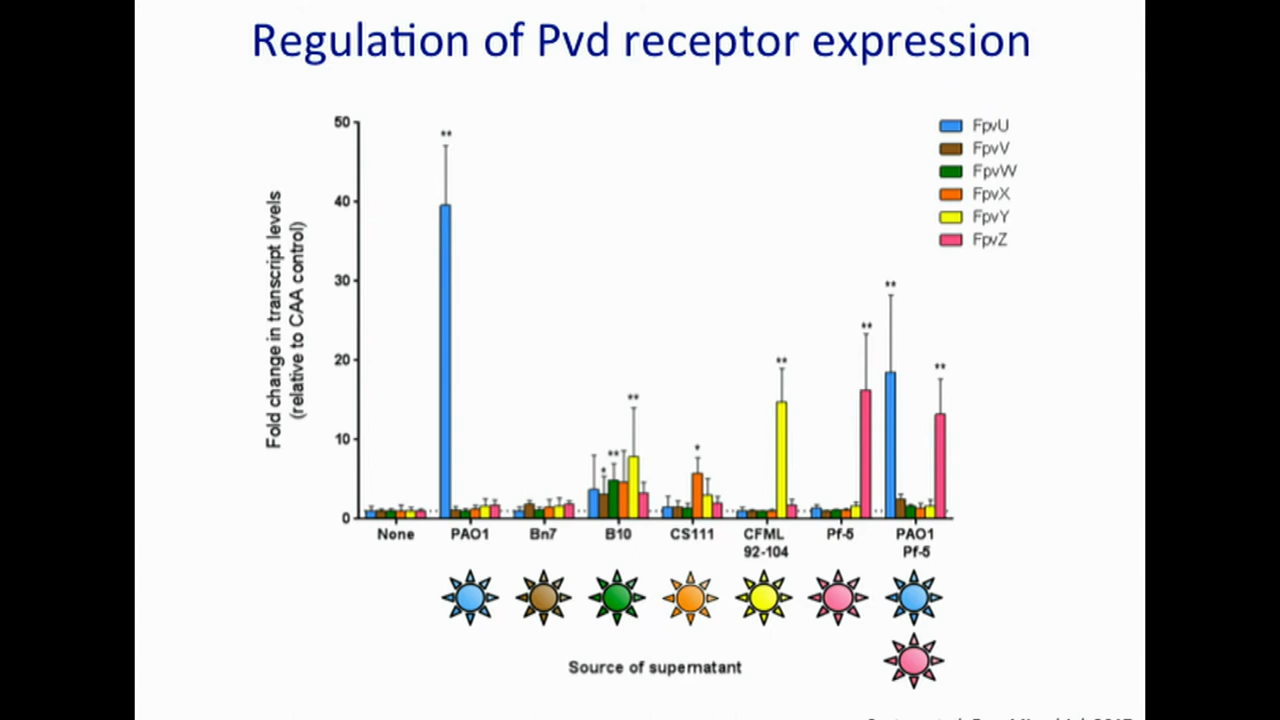 Regulation of Pvd receptor expression
50
40
30
20
10
0
Fold change in transcript levels
(relative to CAA control)
**
*
**
**
*
**
**
**
**
FpvU
FpvV
FpvW
FpvX
FpvY
FpvZ
None
PAO1
Bn7
B10
CS111
CFML
92-104
Pf-5
PAO1
Pf-5
Source of supernatant